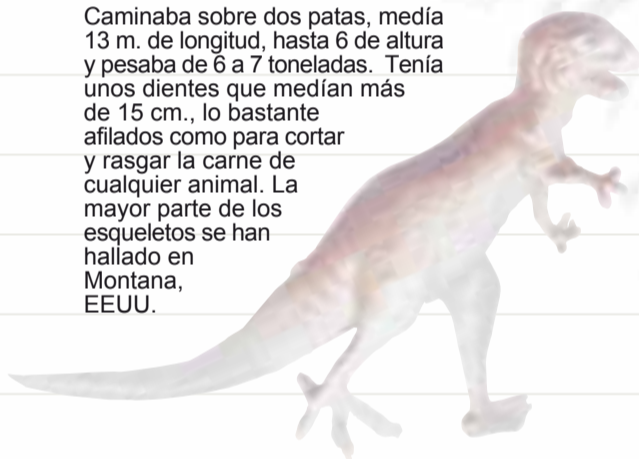 Caminaba sobre dos patas, medía
13 m. de longitud, hasta 6 de altura
y pesaba de 6 a 7 toneladas. Tenía
unos dientes que medían más
de 15 cm., lo bastante
afilados como para cortar
y rasgar la carne de
cualquier animal. La
mayor parte de los
esqueletos se han
hallado en
Montana,
EEUU.